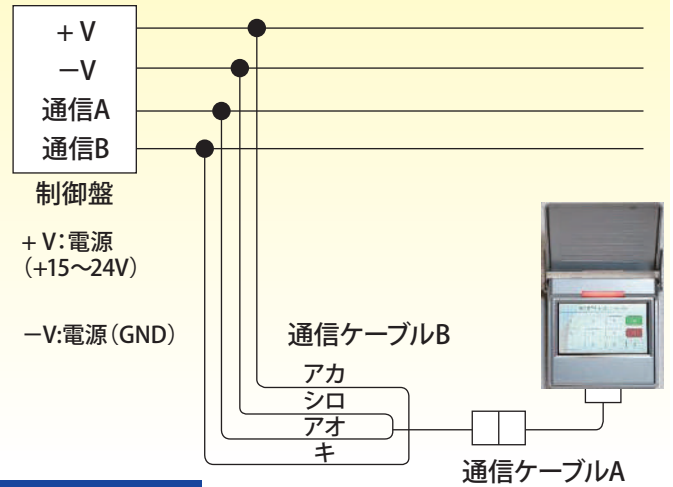 + V
－V
通信A
通信B
制御盤
+ V：電源
（+15～24V）
－V:電源（GND）
通信ケーブルB
アカ
シロ
アオ
キ
通信ケーブルA